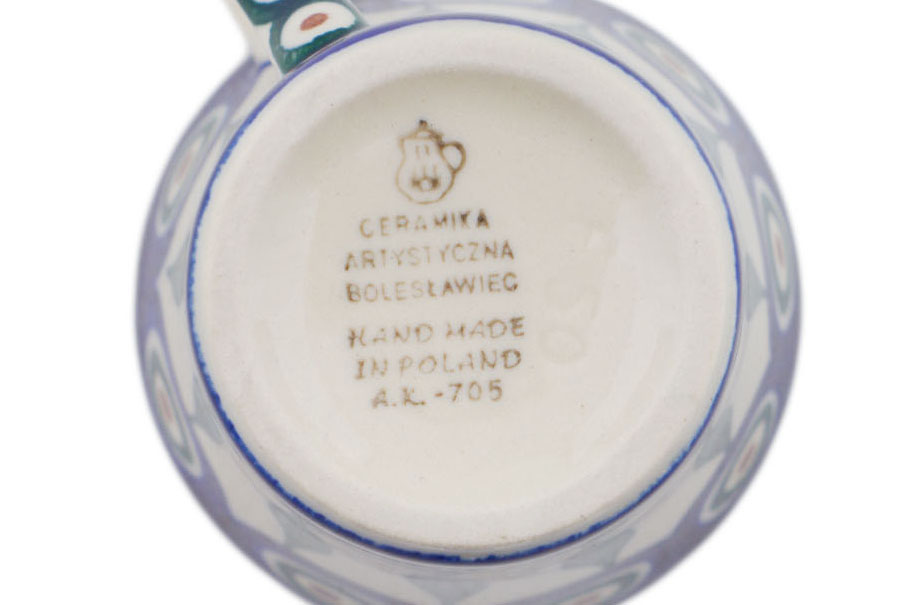 CERAMIKA
ARTYSTYCZNA
BOLESŁAWIEC
HAND MADE
IN POLAND
A.K.-705